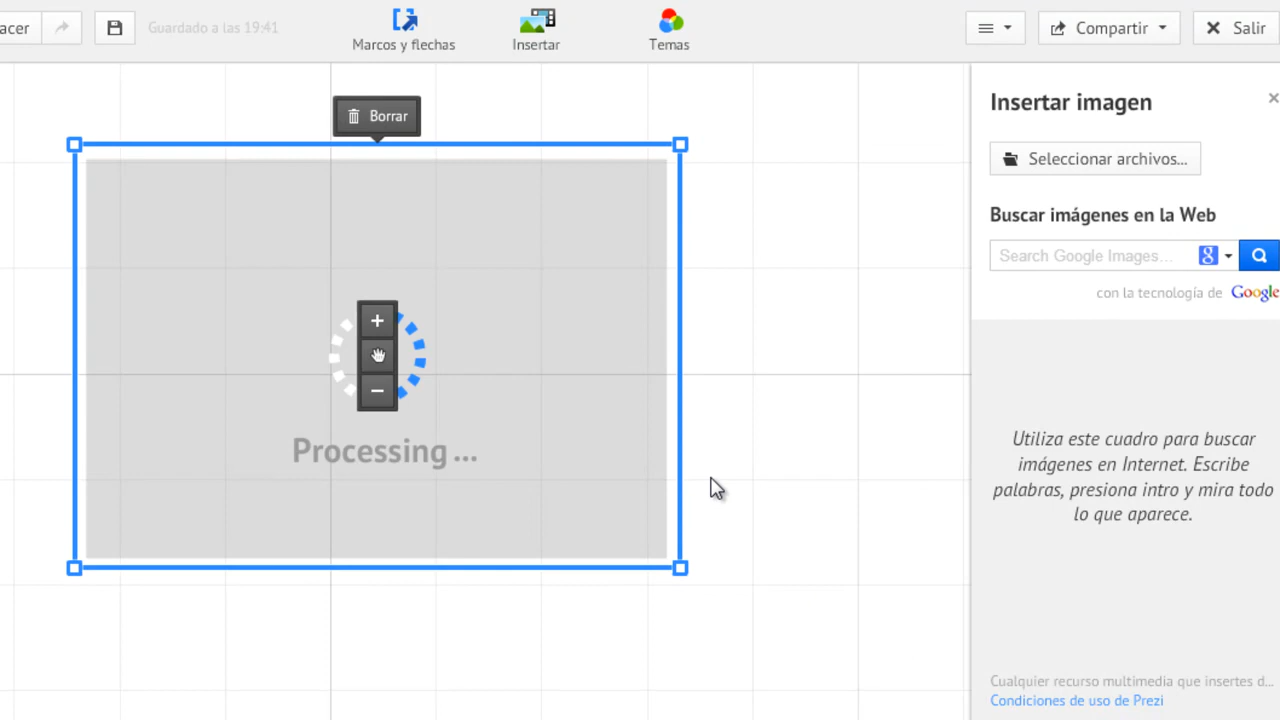 acer
Guardado a las 19:41
Marcos y flechas
Insertar
Temas
Compartir
Salir
Borrar
Processing ...
Insertar imagen
Seleccionar archivos...
Buscar imágenes en la Web
Search Google Images...
8
con la tecnología de Google
Utiliza este cuadro para buscar
imágenes en Internet. Escribe
palabras, presiona intro y mira todo
lo que aparece.
Cualquier recurso multimedia que insertes d...
Condiciones de uso de Prezi